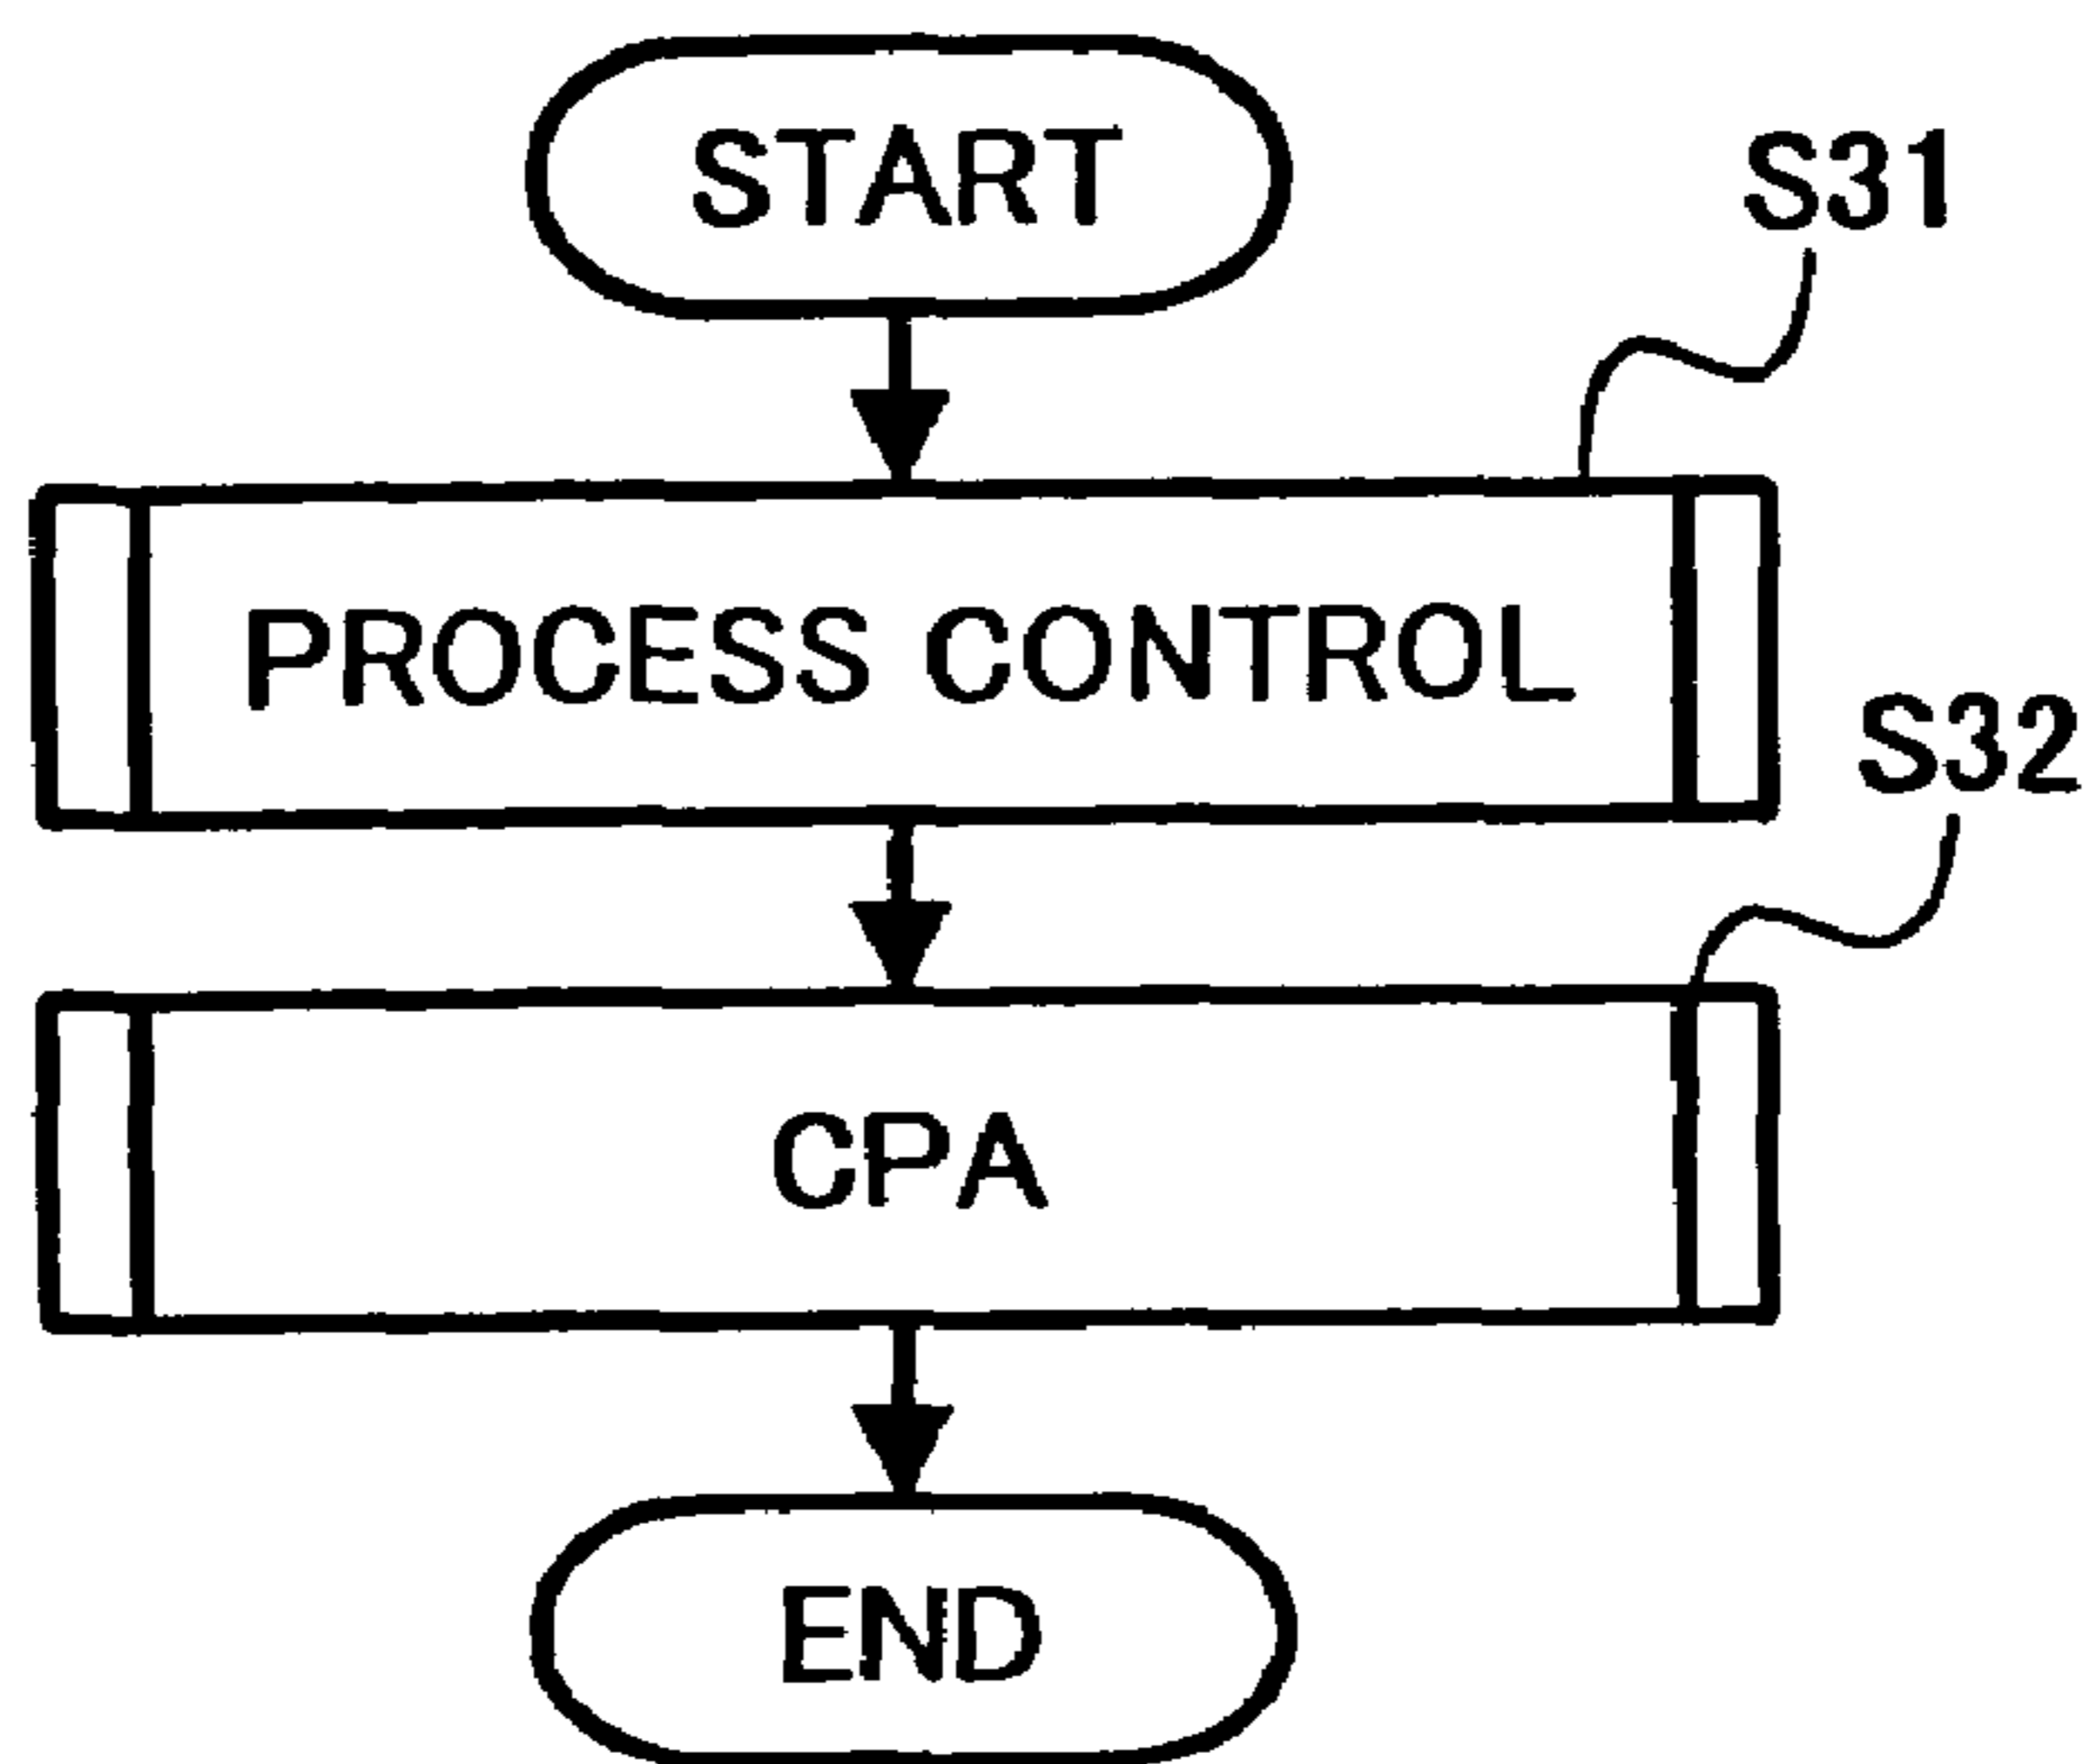 START
S31
PROCESS CONTROL
S32
CPA
END